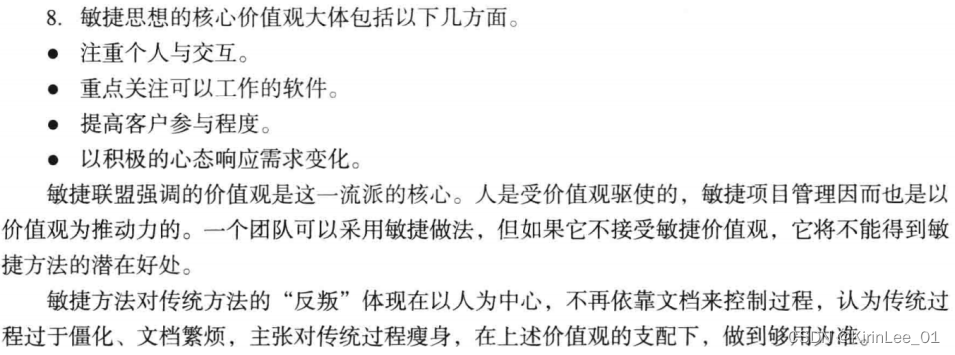 8. 敏捷思想的核心价值观大体包括以下几方面。
● 注重个人与交互。
● 重点关注可以工作的软件。
● 提高客户参与程度。
● 以积极的心态响应需求变化。
敏捷联盟强调的价值观是这一流派的核心。人是受价值观驱使的，敏捷项目管理因而也是以
价值观为推动力的。一个团队可以采用敏捷做法，但如果它不接受敏捷价值观，它将不能得到敏
捷方法的潜在好处。
敏捷方法对传统方法的“反叛”体现在以人为中心，不再依靠文档来控制过程，认为传统过
程过于僵化、文档繁烦，主张对传统过程瘦身，在上述价值观的支配下，做到够用为准。
CSDN @KirinLee_01